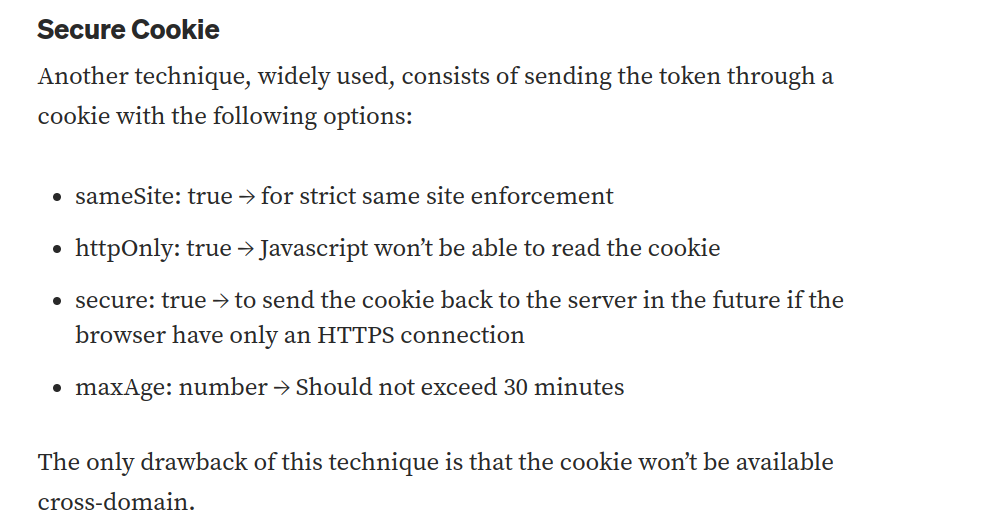 Secure Cookie
Another technique, widely used, consists of sending the token through a
cookie with the following options:
• sameSite: true → for strict same site enforcement
• httpOnly: true → Javascript won’t be able to read the cookie
• secure: true → to send the cookie back to the server in the future if the
browser have only an HTTPS connection
• maxAge: number → Should not exceed 30 minutes
The only drawback of this technique is that the cookie won’t be available
cross-domain.